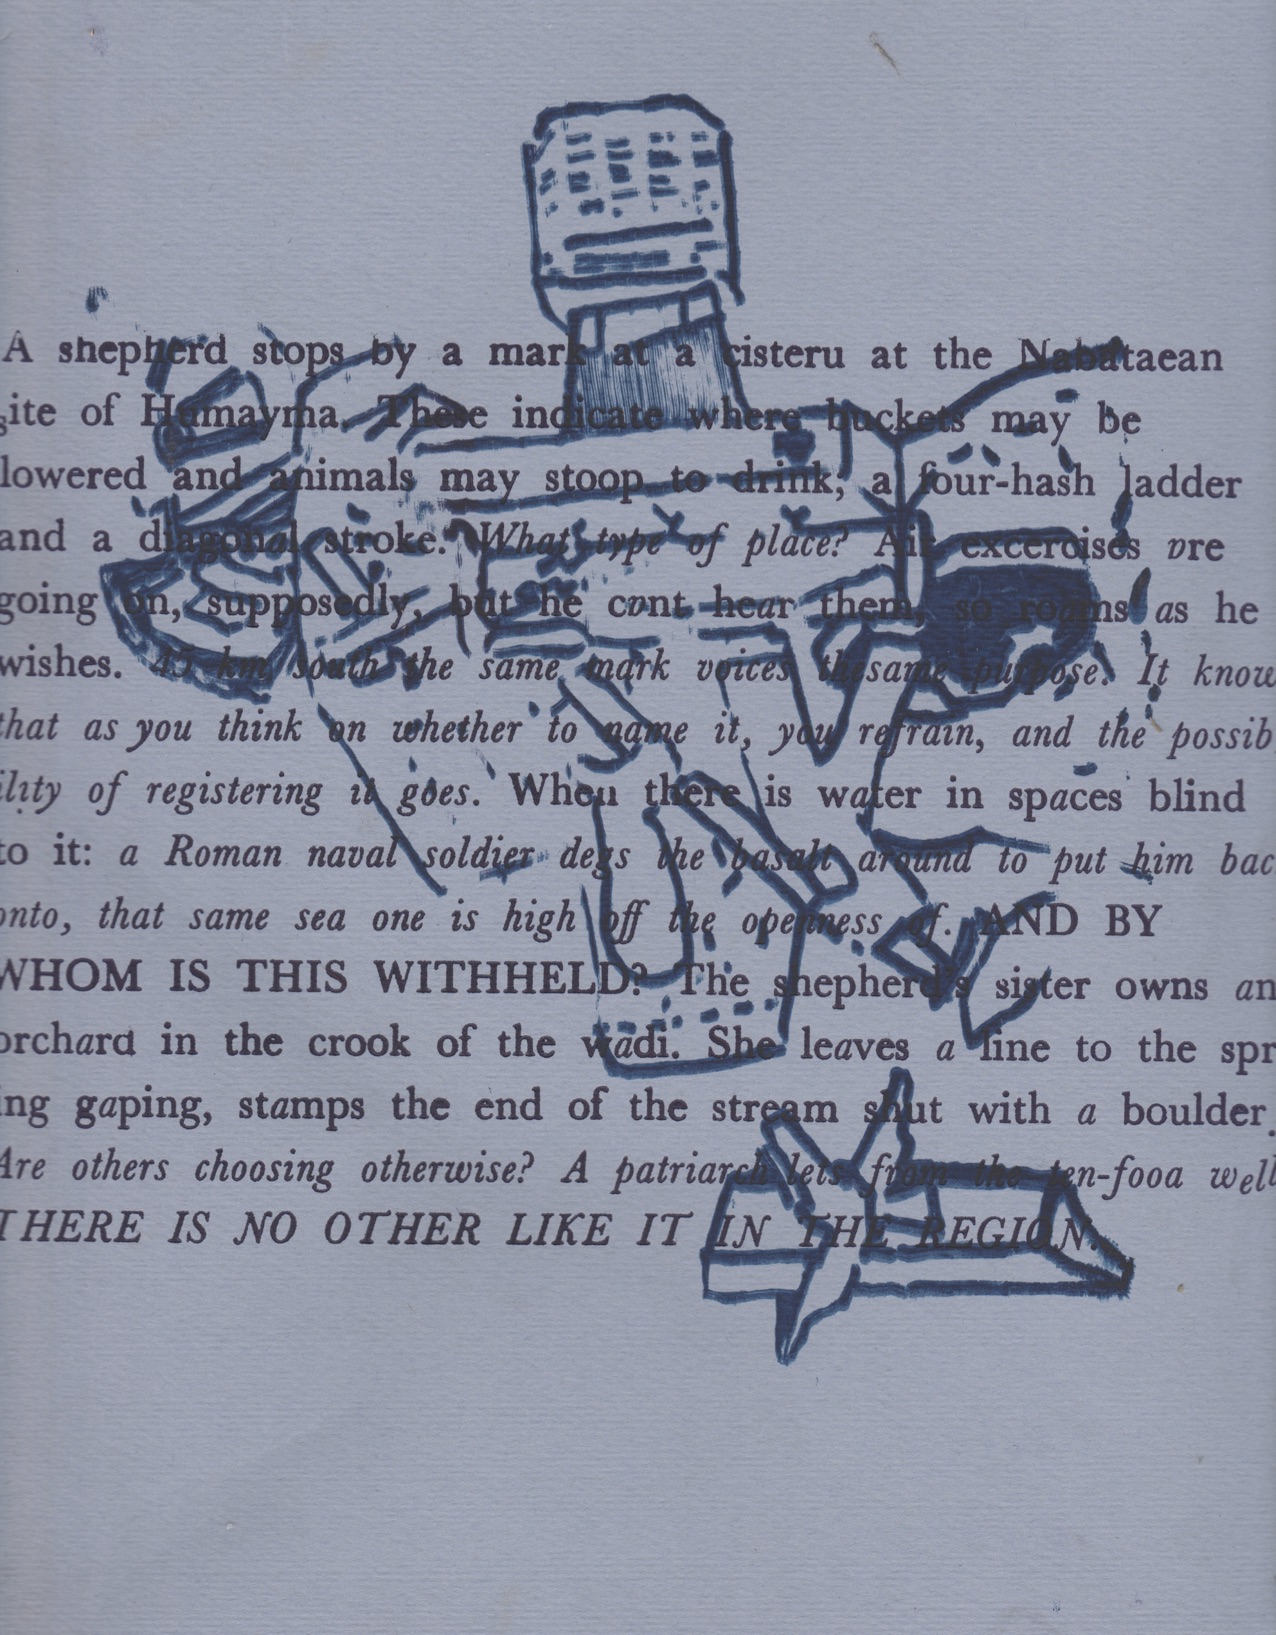 A shepherd stops by a mark at a cisteru at the Nabataean
site of Humayma. These indicate where buckets may be
lowered and animals may stoop to drink, a four-hash ladder
and a diagonal stroke. What type of place? Air excercises vre
going on, supposedly, but he cvnt hear them, so roams as he
wishes. 45 km south the same mark voices thesame purpose. It know
that as you think on whether to name it, you refrain, and the possib
ility of registering it goes. Wheu there is water in spaces blind
to it: a Roman naval soldier degs the basalt around to put him bac
onto, that same sea one is high off the openness of. AND BY
WHOM IS THIS WITHHELD? The shepherd's sister owns an
orchard in the crook of the wadi. She leaves a line to the spr
ing gaping, stamps the end of the stream shut with a boulder.
Are others choosing otherwise? A patriarch lets from the ten-fooa well
THERE IS NO OTHER LIKE IT IN THE REGION.